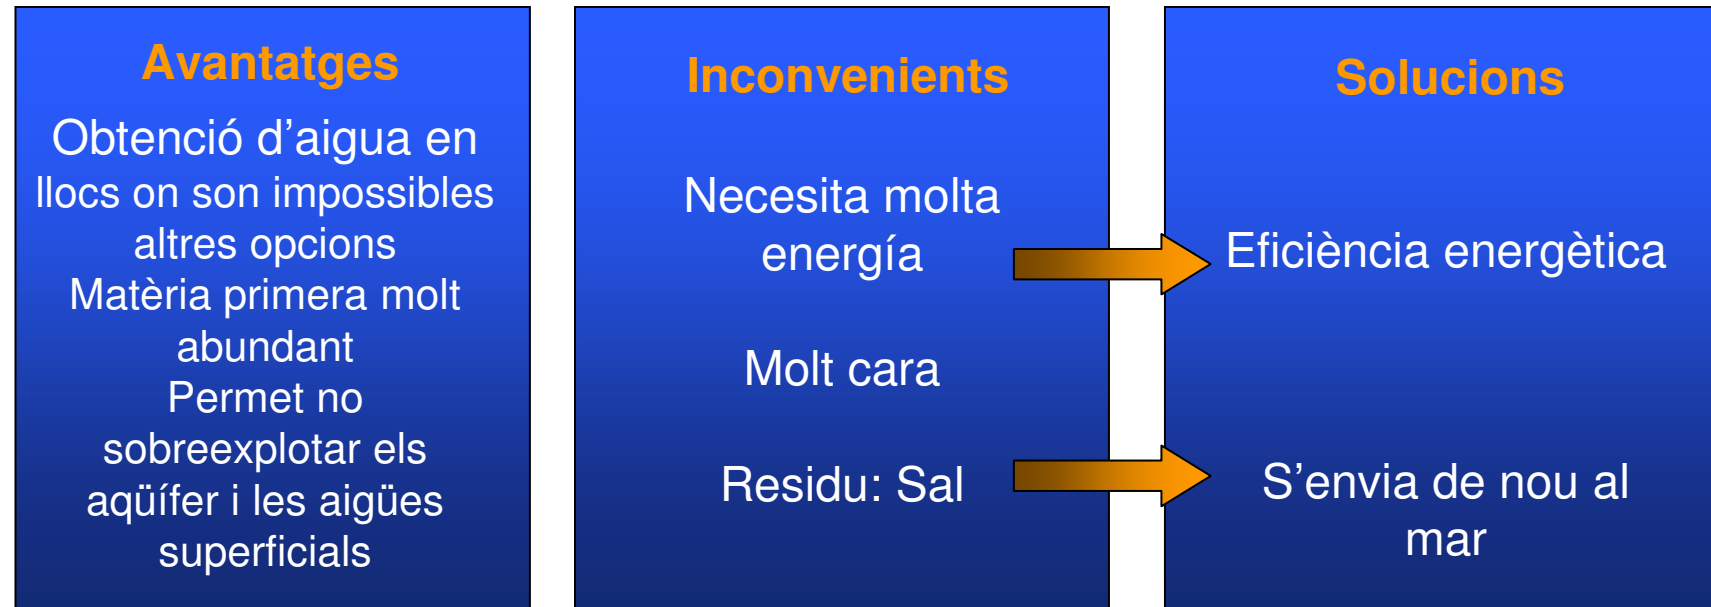 Avantatges
Obtenció d’aigua en
llocs on son impossibles
altres opcions
Matèria primera molt
abundant
Permet no
sobreexplotar els
aqüífer i les aigües
superficials
Inconvenients
Necesita molta
energía
Molt cara
Residu: Sal
Solucions
Eficiència energètica
S’envia de nou al
mar